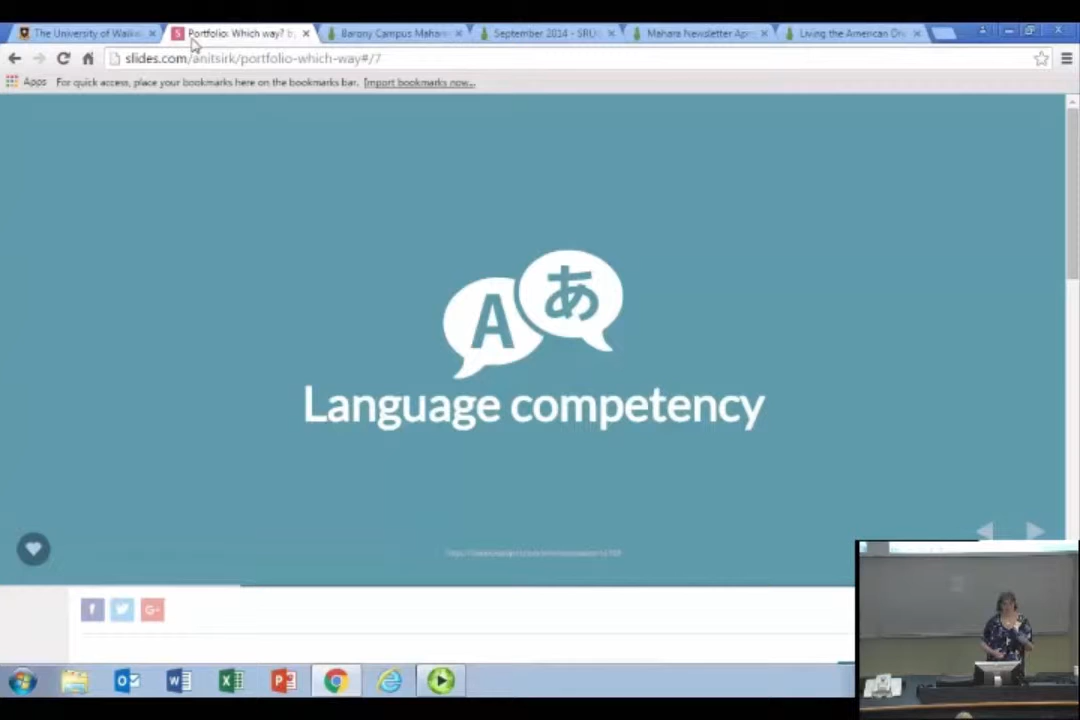 The University of Waika
Portfolio: Which way? b
Barony Campus Mahara
September 2014 - SRU
Mahara Newsletter Apr
Living the American Dre
slides.com/anitsirk/portfolio-which-way#/7
Apps
For quick access, place your bookmarks here on the bookmarks bar. Import bookmarks now...
A あ
Language competency